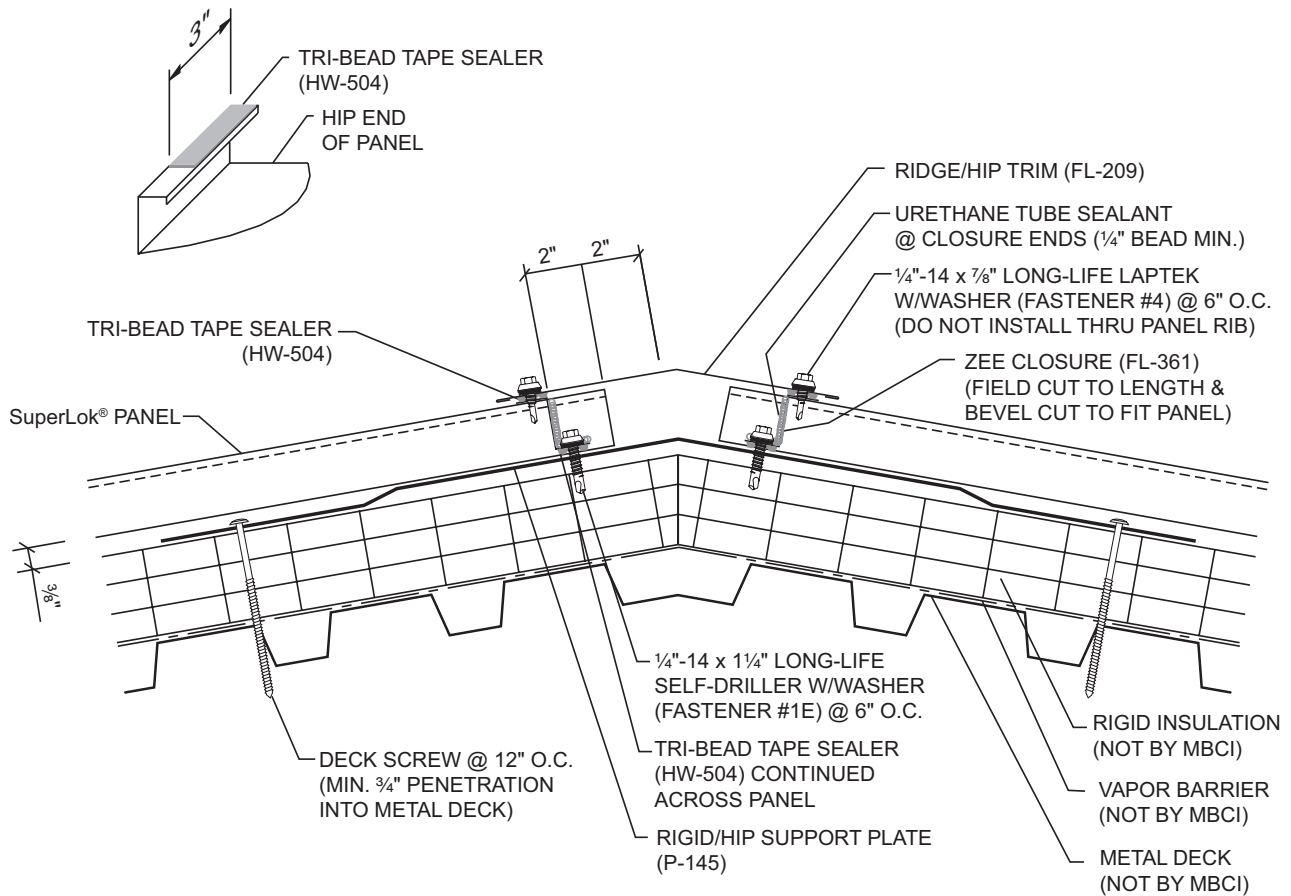 3"
TRI-BEAD TAPE SEALER
(HW-504)
HIP END
OF PANEL
RIDGE/HIP TRIM (FL-209)
URETHANE TUBE SEALANT
@ CLOSURE ENDS (¼" BEAD MIN.)
¼"-14 x ⅞" LONG-LIFE LAPTEK
W/WASHER (FASTENER #4) @ 6" O.C.
(DO NOT INSTALL THRU PANEL RIB)
2"
2"
TRI-BEAD TAPE SEALER
(HW-504)
ZEE CLOSURE (FL-361)
(FIELD CUT TO LENGTH &
BEVEL CUT TO FIT PANEL)
SuperLok® PANEL
⅜"
¼"-14 x 1¼" LONG-LIFE
SELF-DRILLER W/WASHER
(FASTENER #1E) @ 6" O.C.
DECK SCREW @ 12" O.C.
(MIN. ¾" PENETRATION
INTO METAL DECK)
TRI-BEAD TAPE SEALER
(HW-504) CONTINUED
ACROSS PANEL
RIGID/HIP SUPPORT PLATE
(P-145)
RIGID INSULATION
(NOT BY MBCI)
VAPOR BARRIER
(NOT BY MBCI)
METAL DECK
(NOT BY MBCI)